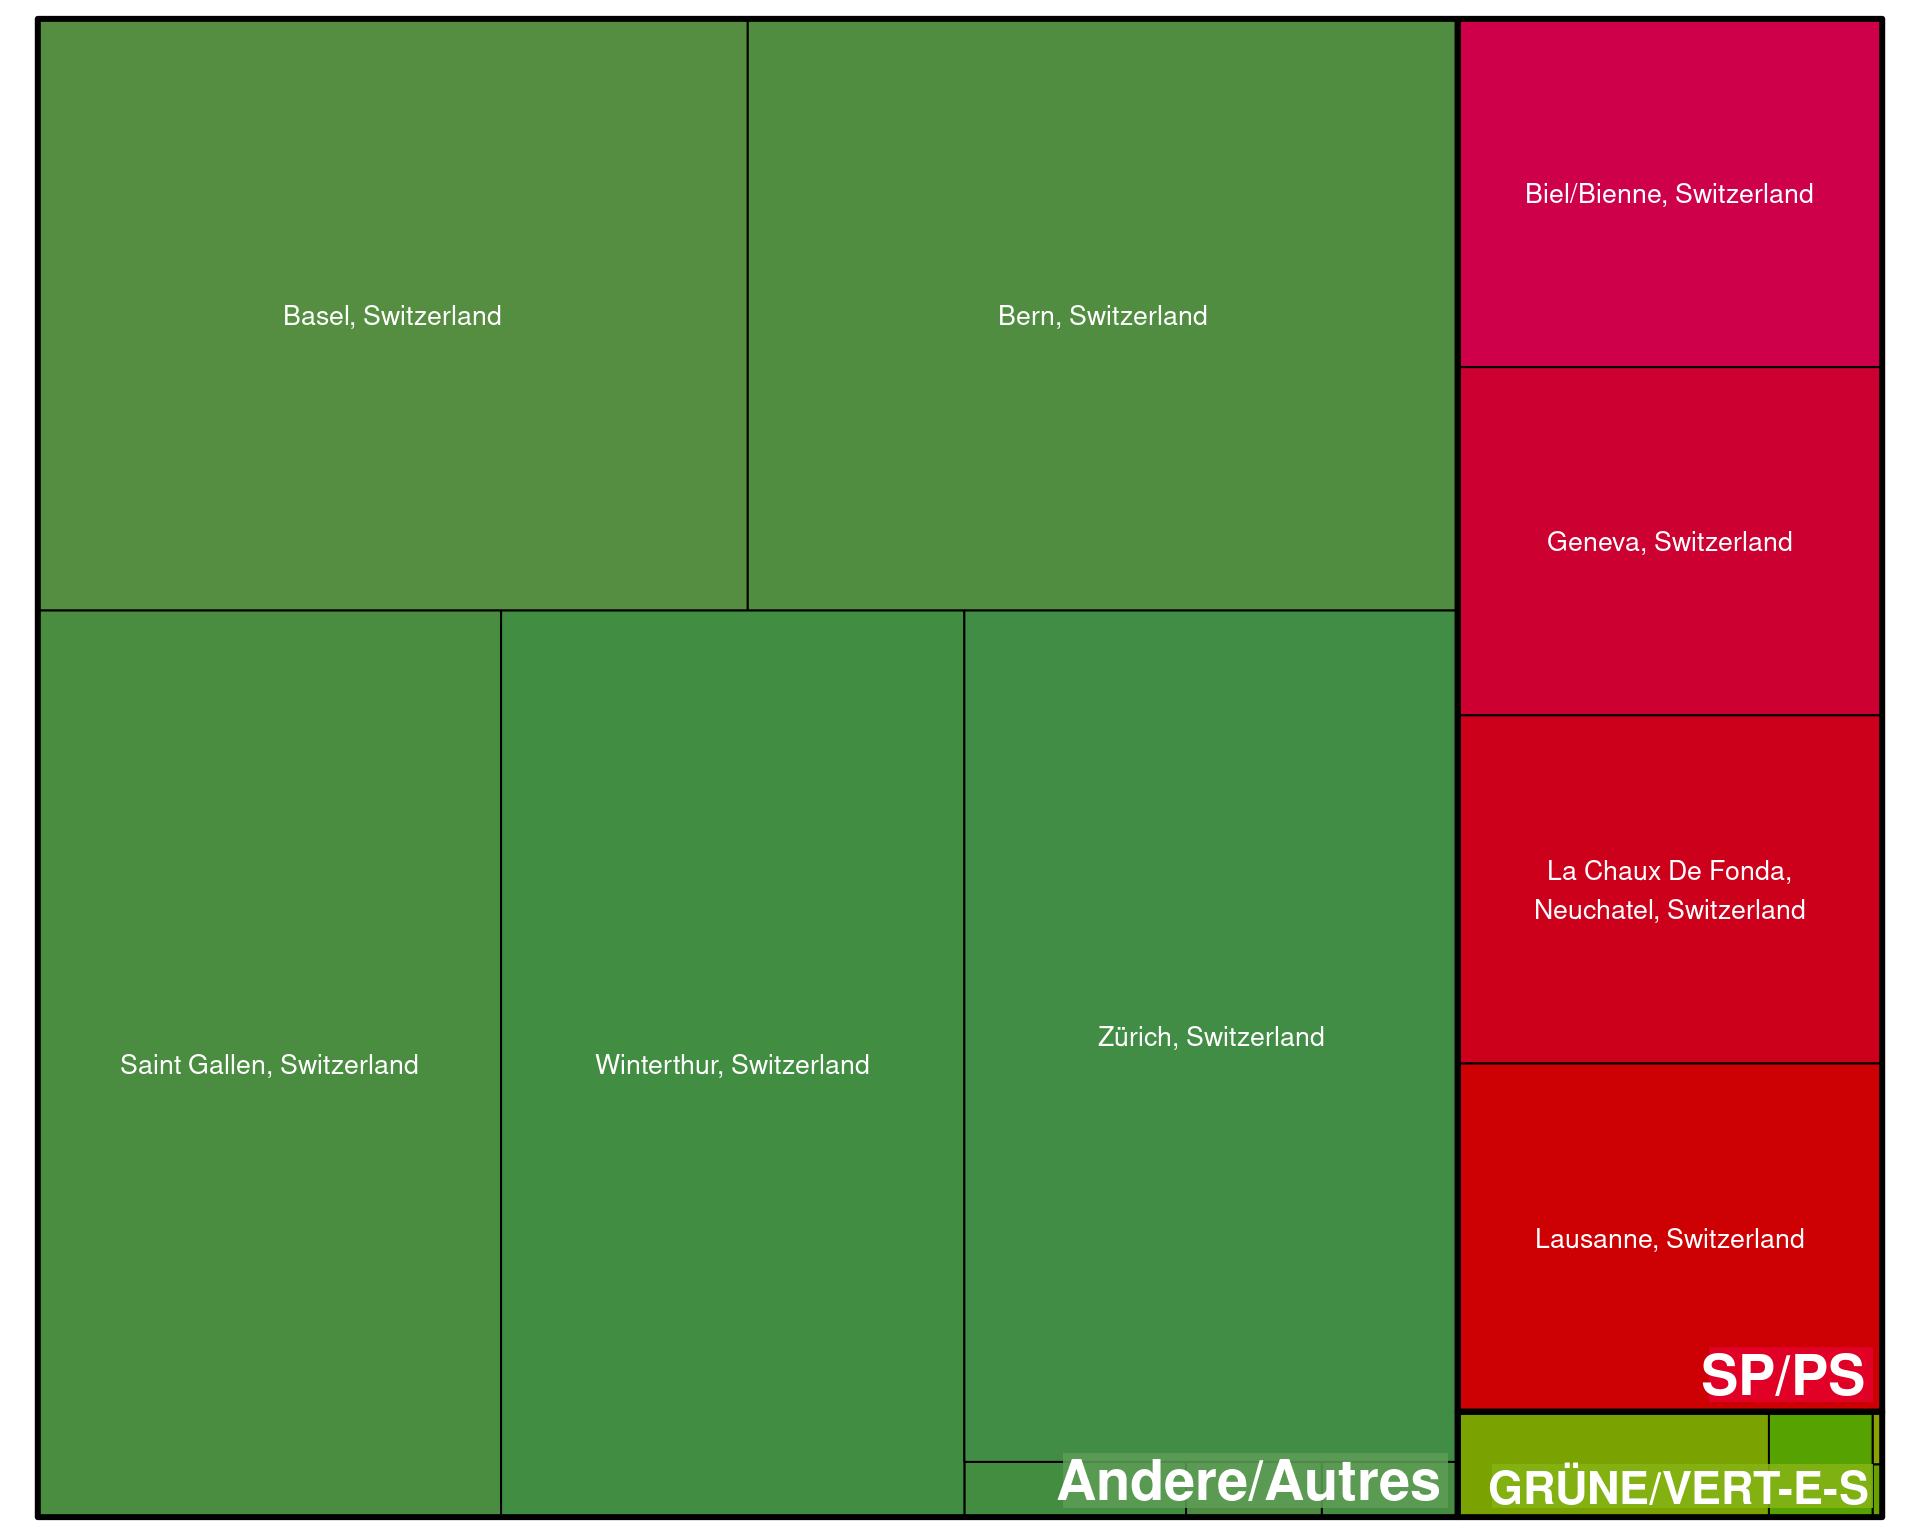 Basel, Switzerland
Bern, Switzerland
Biel/Bienne, Switzerland
Geneva, Switzerland
La Chaux De Fonda,
Neuchatel, Switzerland
Saint Gallen, Switzerland
Winterthur, Switzerland
Zürich, Switzerland
Lausanne, Switzerland
SP/PS
Andere/Autres
GRÜNE/VERT-E-S